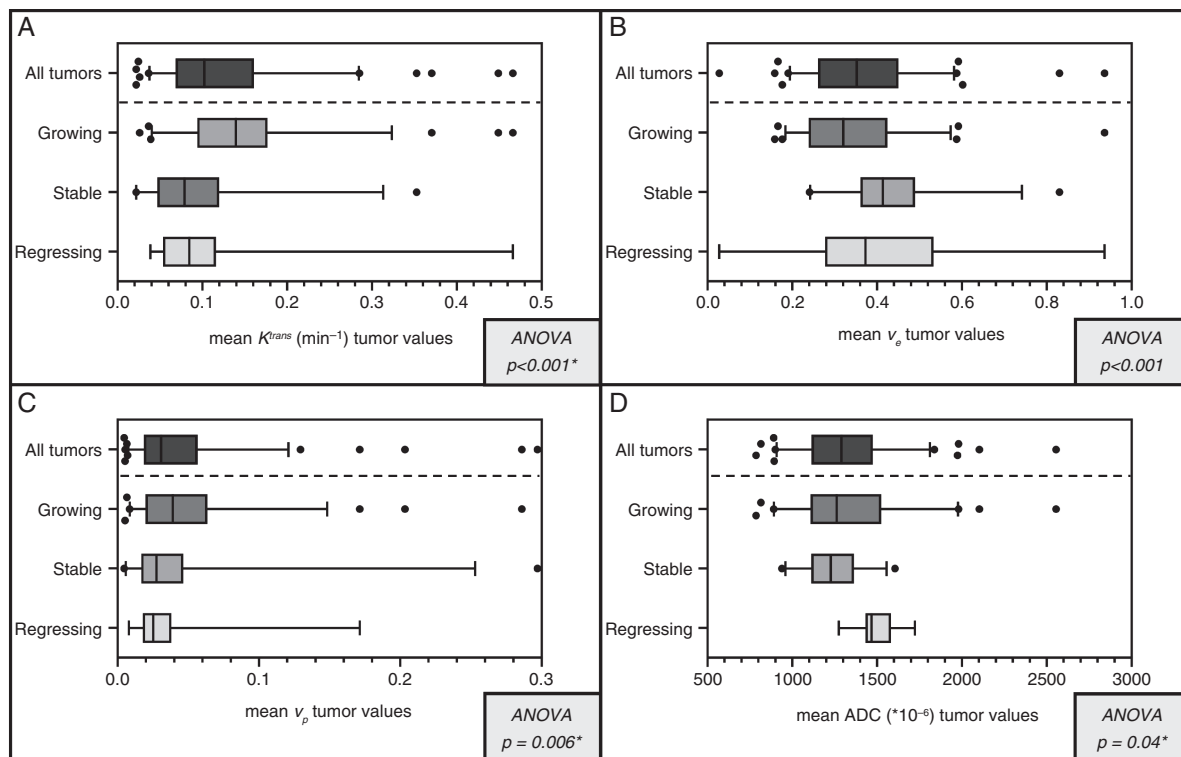 A
All tumors
Growing
Stable
Regressing
0.0 0.1 0.2 0.3 0.4 0.5
mean Ktrans (min–1) tumor values
ANOVA
p<0.001*
B
All tumors
Growing
Stable
Regressing
0.0 0.2 0.4 0.6 0.8 1.0
mean ve tumor values
ANOVA
p<0.001
C
All tumors
Growing
Stable
Regressing
0.0 0.1 0.2 0.3
mean vp tumor values
ANOVA
p = 0.006*
D
All tumors
Growing
Stable
Regressing
500 1000 1500 2000 2500 3000
mean ADC (*10–6) tumor values
ANOVA
p = 0.04*